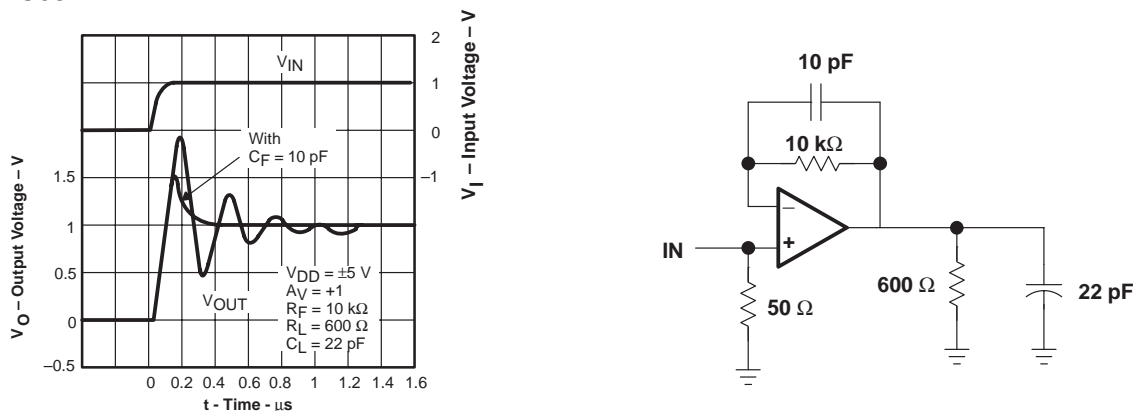 2
V_IN
1
0
With
C_F = 10 pF
1.5
−1
1
0.5
0
−0.5
V_OUT
V_DD = ±5 V
A_V = +1
R_F = 10 kΩ
R_L = 600 Ω
C_L = 22 pF
V_O – Output Voltage – V
V_I – Input Voltage – V
0 0.2 0.4 0.6 0.8 1 1.2 1.4 1.6
t - Time - µs
10 pF
10 kΩ
−
+
IN
50 Ω
600 Ω
22 pF